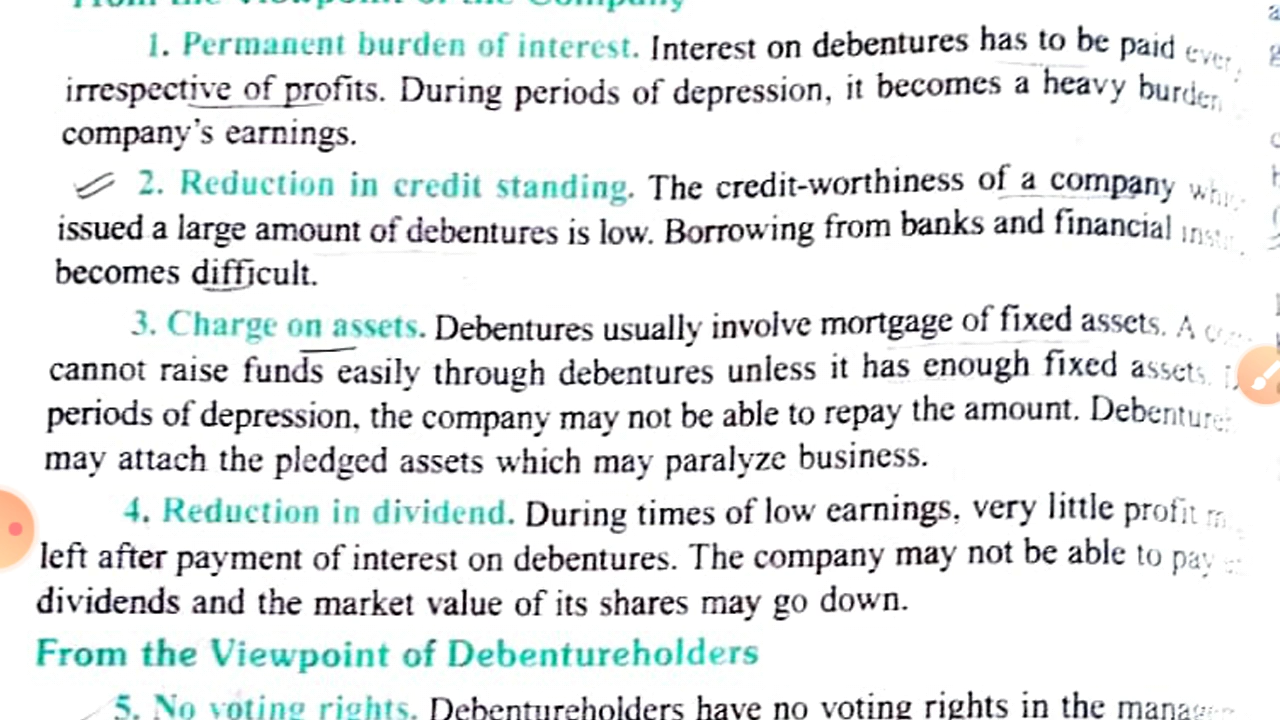 From the Viewpoint of the Company
1. Permanent burden of interest. Interest on debentures has to be paid
irrespective of profits. During periods of depression, it becomes a heavy burden
company's earnings.
2. Reduction in credit standing. The credit-worthiness of a company
issued a large amount of debentures is low. Borrowing from banks and financial
becomes difficult.
3. Charge on assets. Debentures usually involve mortgage of fixed assets. A
cannot raise funds easily through debentures unless it has enough fixed assets.
periods of depression, the company may not be able to repay the amount.
may attach the pledged assets which may paralyze business.
4. Reduction in dividend. During times of low earnings, very little profit
left after payment of interest on debentures. The company may not be able to pay
dividends and the market value of its shares may go down.
From the Viewpoint of Debentureholders
5. No voting rights. Debentureholders have no voting rights in the